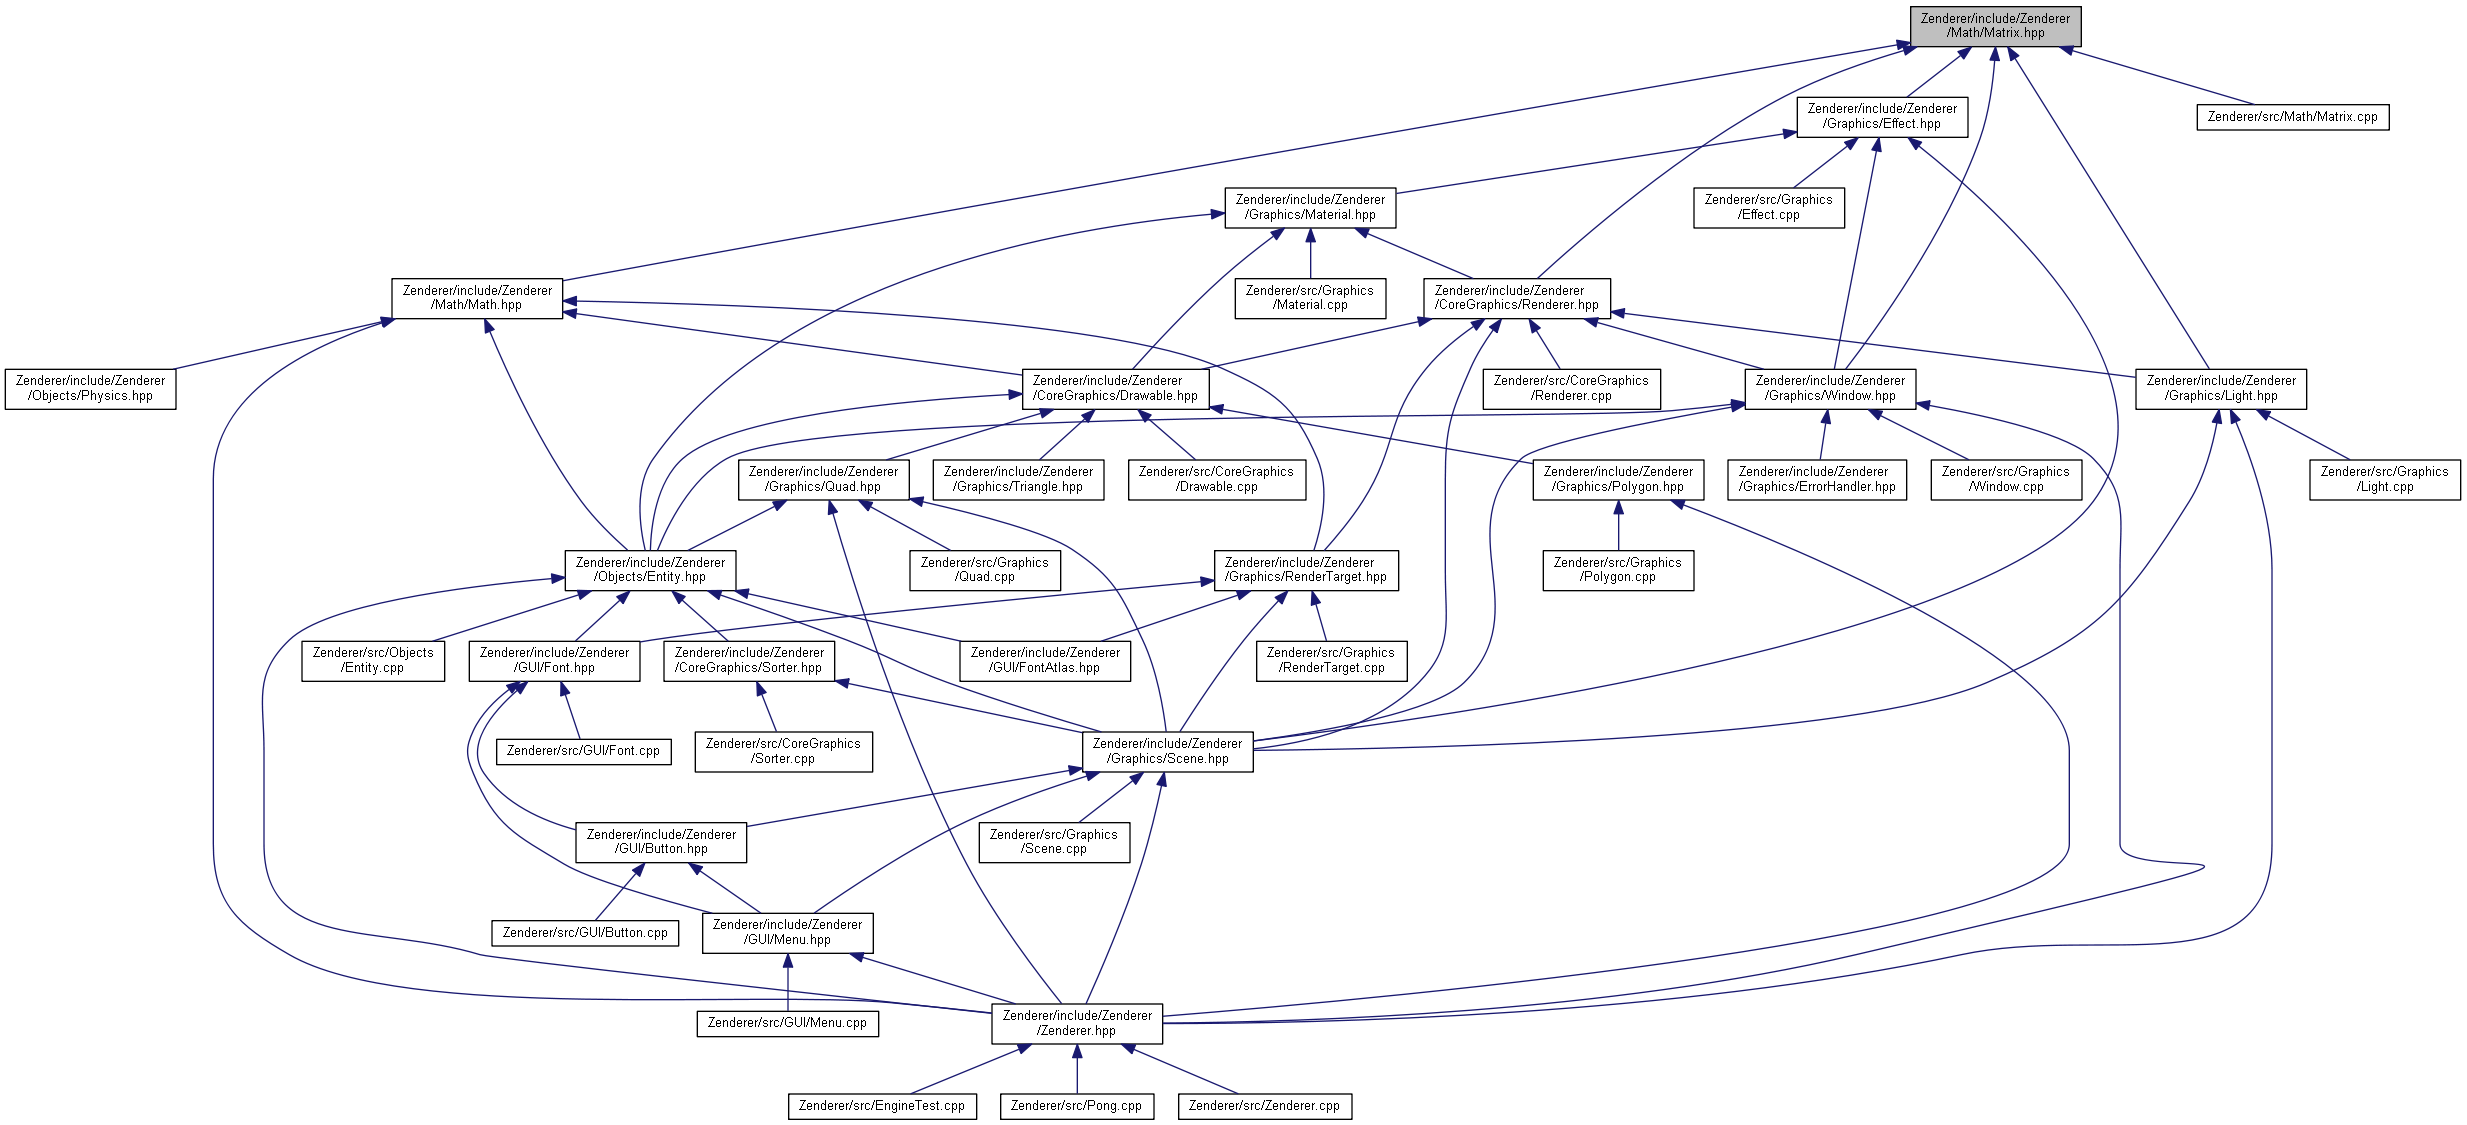 Zenderer/include/Zenderer
/Math/Matrix.hpp
Zenderer/include/Zenderer
/Graphics/Effect.hpp
Zenderer/src/Math/Matrix.cpp
Zenderer/include/Zenderer
/Graphics/Material.hpp
Zenderer/src/Graphics
/Effect.cpp
Zenderer/include/Zenderer
/Math/Math.hpp
Zenderer/src/Graphics
/Material.cpp
Zenderer/include/Zenderer
/CoreGraphics/Renderer.hpp
Zenderer/include/Zenderer
/Objects/Physics.hpp
Zenderer/include/Zenderer
/CoreGraphics/Drawable.hpp
Zenderer/src/CoreGraphics
/Renderer.cpp
Zenderer/include/Zenderer
/Graphics/Window.hpp
Zenderer/include/Zenderer
/Graphics/Light.hpp
Zenderer/include/Zenderer
/Graphics/Quad.hpp
Zenderer/include/Zenderer
/Graphics/Triangle.hpp
Zenderer/src/CoreGraphics
/Drawable.cpp
Zenderer/include/Zenderer
/Graphics/Polygon.hpp
Zenderer/include/Zenderer
/Graphics/ErrorHandler.hpp
Zenderer/src/Graphics
/Window.cpp
Zenderer/src/Graphics
/Light.cpp
Zenderer/include/Zenderer
/Objects/Entity.hpp
Zenderer/src/Graphics
/Quad.cpp
Zenderer/include/Zenderer
/Graphics/RenderTarget.hpp
Zenderer/src/Graphics
/Polygon.cpp
Zenderer/src/Objects
/Entity.cpp
Zenderer/include/Zenderer
/GUI/Font.hpp
Zenderer/include/Zenderer
/CoreGraphics/Sorter.hpp
Zenderer/include/Zenderer
/GUI/FontAtlas.hpp
Zenderer/src/Graphics
/RenderTarget.cpp
Zenderer/src/GUI/Font.cpp
Zenderer/src/CoreGraphics
/Sorter.cpp
Zenderer/include/Zenderer
/Graphics/Scene.hpp
Zenderer/include/Zenderer
/GUI/Button.hpp
Zenderer/src/Graphics
/Scene.cpp
Zenderer/src/GUI/Button.cpp
Zenderer/include/Zenderer
/GUI/Menu.hpp
Zenderer/src/GUI/Menu.cpp
Zenderer/include/Zenderer
/Zenderer.hpp
Zenderer/src/EngineTest.cpp
Zenderer/src/Pong.cpp
Zenderer/src/Zenderer.cpp